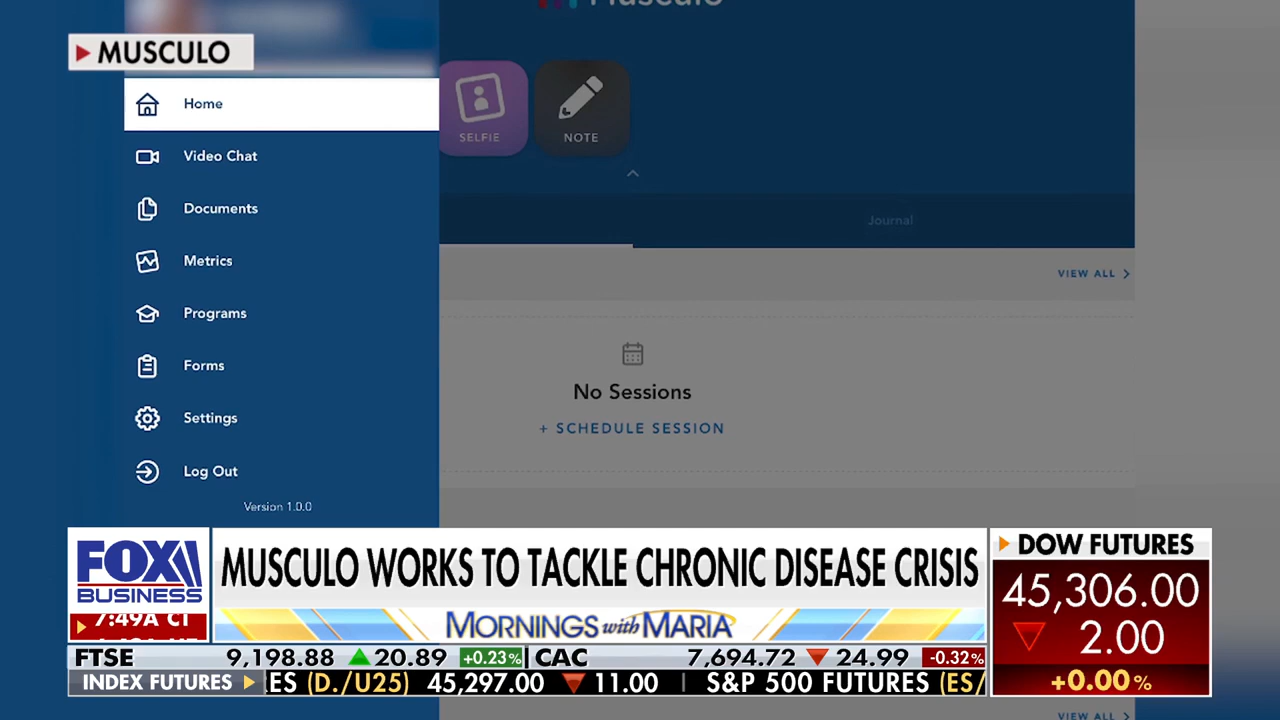 Musculo
MUSCULO
Home
SELFIE
NOTE
Video Chat
Documents
Journal
Metrics
VIEW ALL
Programs
Forms
No Sessions
Settings
+ SCHEDULE SESSION
Log Out
Version 1.0.0
FOX
BUSINESS
7:49A CT
MUSCULO WORKS TO TACKLE CHRONIC DISEASE CRISIS
MORNINGS with MARIA
DOW FUTURES
45,306.00
2.00
+0.00%
FTSE 9,198.88 20.89 +0.23% CAC 7,694.72 24.99 -0.32%
INDEX FUTURES ES (D./U25) 45,297.00 11.00 | S&P 500 FUTURES (ES/
VIEW ALL